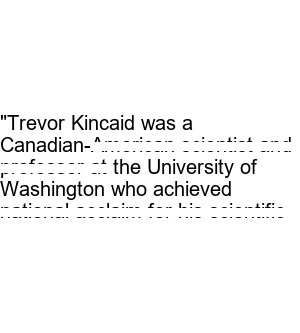 "Trevor Kincaid was a
Canadian-American scientist and
professor at the University of
Washington who achieved
national acclaim for his scientific